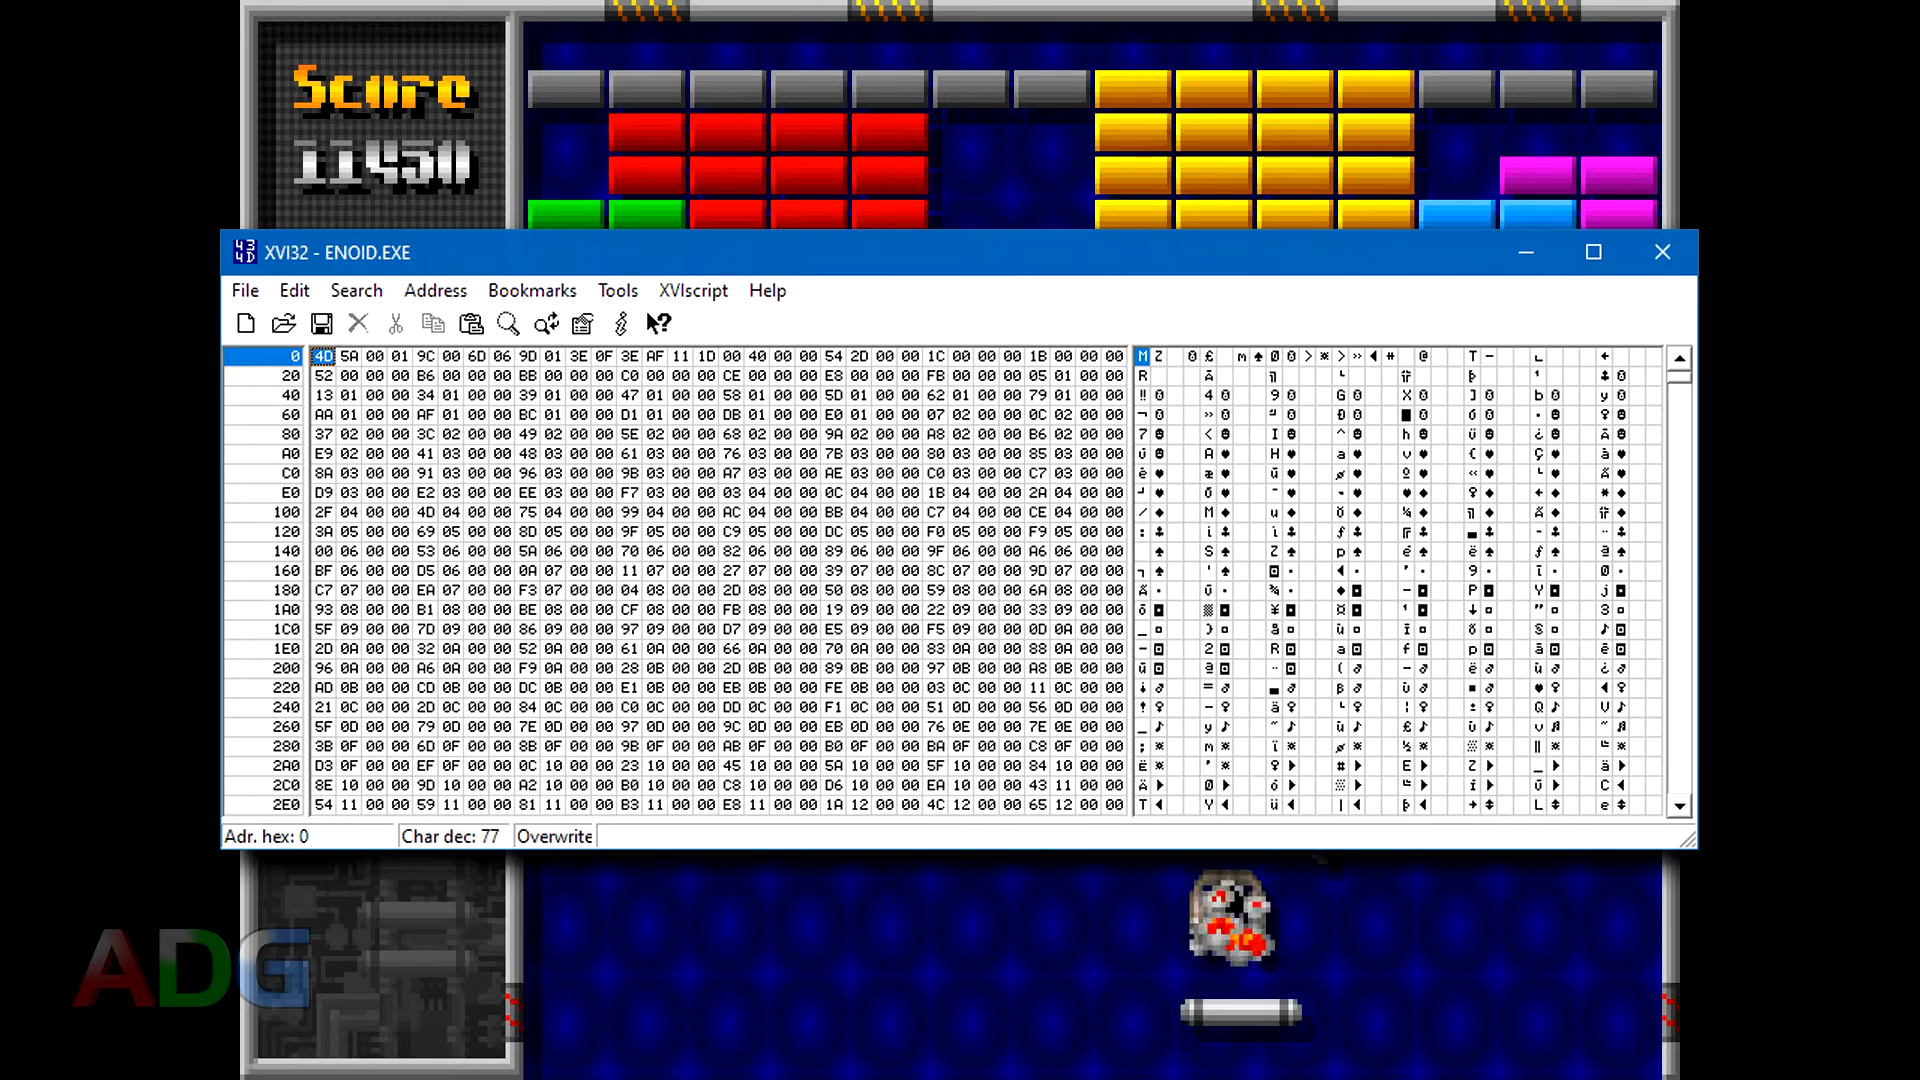 Score
11450
XVI32 - ENOID.EXE
File Edit Search Address Bookmarks Tools XVIscript Help
0 4D 5A 00 01 9C 00 6D 06 9D 01 3E 0F 3E AF 11 1D 00 40 00 00 54 2D 00 00 1C 00 00 00 1B 00 00 00
20 52 00 00 00 B6 00 00 00 BB 00 00 00 C0 00 00 00 CE 00 00 00 E8 00 00 00 FB 00 00 00 05 01 00 00
40 13 01 00 00 34 01 00 00 39 01 00 00 47 01 00 00 58 01 00 00 5D 01 00 00 62 01 00 00 79 01 00 00
60 AA 01 00 00 AF 01 00 00 BC 01 00 00 D1 01 00 00 DB 01 00 00 E0 01 00 00 07 02 00 00 0C 02 00 00
80 37 02 00 00 3C 02 00 00 49 02 00 00 5E 02 00 00 68 02 00 00 9A 02 00 00 A8 02 00 00 B6 02 00 00
A0 E9 02 00 00 41 03 00 00 48 03 00 00 61 03 00 00 76 03 00 00 7B 03 00 00 80 03 00 00 85 03 00 00
C0 8A 03 00 00 91 03 00 00 96 03 00 00 9B 03 00 00 A7 03 00 00 AE 03 00 00 C0 03 00 00 C7 03 00 00
E0 D9 03 00 00 E2 03 00 00 EE 03 00 00 F7 03 00 00 03 04 00 00 0C 04 00 00 1B 04 00 00 2A 04 00 00
100 2F 04 00 00 4D 04 00 00 75 04 00 00 99 04 00 00 AC 04 00 00 BB 04 00 00 C7 04 00 00 CE 04 00 00
120 3A 05 00 00 69 05 00 00 8D 05 00 00 9F 05 00 00 C9 05 00 00 DC 05 00 00 F0 05 00 00 F9 05 00 00
140 00 06 00 00 53 06 00 00 5A 06 00 00 70 06 00 00 82 06 00 00 89 06 00 00 9F 06 00 00 A6 06 00 00
160 BF 06 00 00 D5 06 00 00 0A 07 00 00 11 07 00 00 27 07 00 00 39 07 00 00 8C 07 00 00 9D 07 00 00
180 C7 07 00 00 EA 07 00 00 F3 07 00 00 04 08 00 00 2D 08 00 00 50 08 00 00 59 08 00 00 6A 08 00 00
1A0 93 08 00 00 B1 08 00 00 BE 08 00 00 CF 08 00 00 FB 08 00 00 19 09 00 00 22 09 00 00 33 09 00 00
1C0 5F 09 00 00 7D 09 00 00 86 09 00 00 97 09 00 00 D7 09 00 00 E5 09 00 00 F5 09 00 00 0D 0A 00 00
1E0 2D 0A 00 00 32 0A 00 00 52 0A 00 00 61 0A 00 00 66 0A 00 00 70 0A 00 00 83 0A 00 00 88 0A 00 00
200 96 0A 00 00 A6 0A 00 00 F9 0A 00 00 28 0B 00 00 2D 0B 00 00 89 0B 00 00 97 0B 00 00 A8 0B 00 00
220 AD 0B 00 00 CD 0B 00 00 DC 0B 00 00 E1 0B 00 00 EB 0B 00 00 FE 0B 00 00 03 0C 00 00 11 0C 00 00
240 21 0C 00 00 2D 0C 00 00 84 0C 00 00 C0 0C 00 00 DD 0C 00 00 F1 0C 00 00 51 0D 00 00 56 0D 00 00
260 5F 0D 00 00 79 0D 00 00 7E 0D 00 00 97 0D 00 00 9C 0D 00 00 EB 0D 00 00 76 0E 00 00 7E 0E 00 00
280 3B 0F 00 00 6D 0F 00 00 8B 0F 00 00 9B 0F 00 00 AB 0F 00 00 B0 0F 00 00 BA 0F 00 00 C8 0F 00 00
2A0 D3 0F 00 00 EF 0F 00 00 0C 10 00 00 23 10 00 00 45 10 00 00 5A 10 00 00 5F 10 00 00 84 10 00 00
2C0 8E 10 00 00 9D 10 00 00 A2 10 00 00 B0 10 00 00 C8 10 00 00 D6 10 00 00 EA 10 00 00 43 11 00 00
2E0 54 11 00 00 59 11 00 00 81 11 00 00 B3 11 00 00 E8 11 00 00 1A 12 00 00 4C 12 00 00 65 12 00 00
Adr. hex: 0 Char dec: 77 Overwrite
ADG